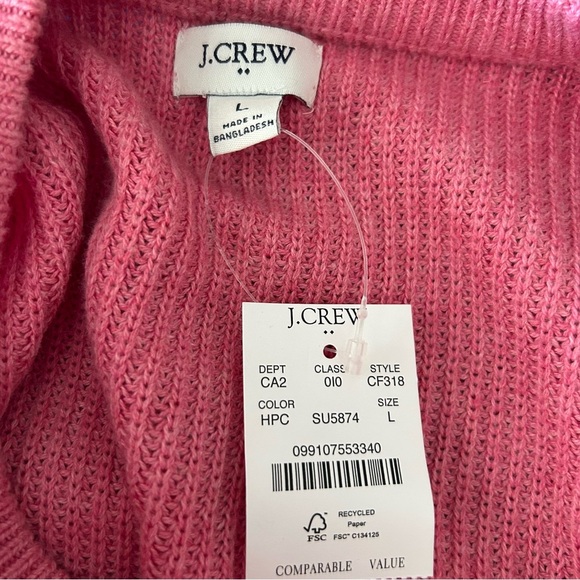 J.CREW
L
MADE IN
BANGLADESH
J.CREW
DEPT CLASS STYLE
CA2 010 CF318
COLOR SIZE
HPC SU5874 L
099107553340
RECYCLED
Paper
FSC FSC® C134125
COMPARABLE VALUE